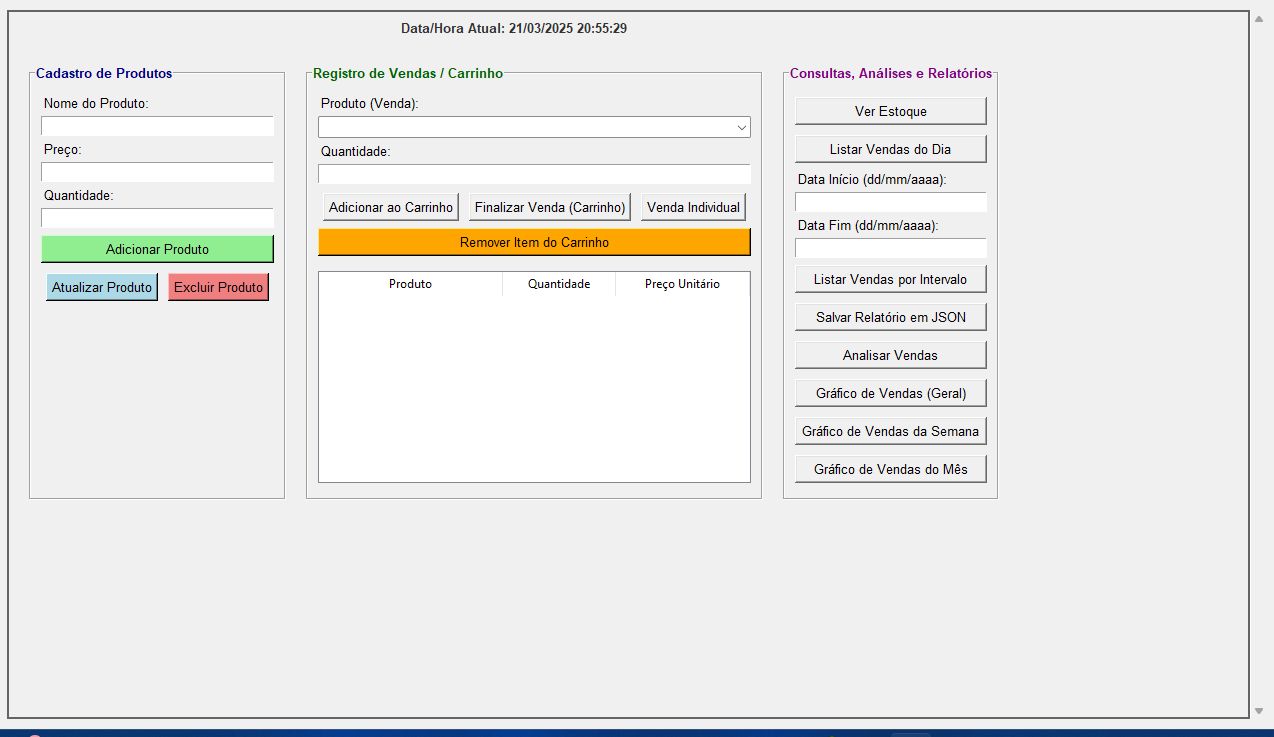 Data/Hora Atual: 21/03/2025 20:55:29
Cadastro de Produtos
Nome do Produto:
Preço:
Quantidade:
Adicionar Produto
Atualizar Produto
Excluir Produto
Registro de Vendas / Carrinho
Produto (Venda):
Quantidade:
Adicionar ao Carrinho
Finalizar Venda (Carrinho)
Venda Individual
Remover Item do Carrinho
Produto
Quantidade
Preço Unitário
Consultas, Análises e Relatórios
Ver Estoque
Listar Vendas do Dia
Data Início (dd/mm/aaaa):
Data Fim (dd/mm/aaaa):
Listar Vendas por Intervalo
Salvar Relatório em JSON
Analisar Vendas
Gráfico de Vendas (Geral)
Gráfico de Vendas da Semana
Gráfico de Vendas do Mês